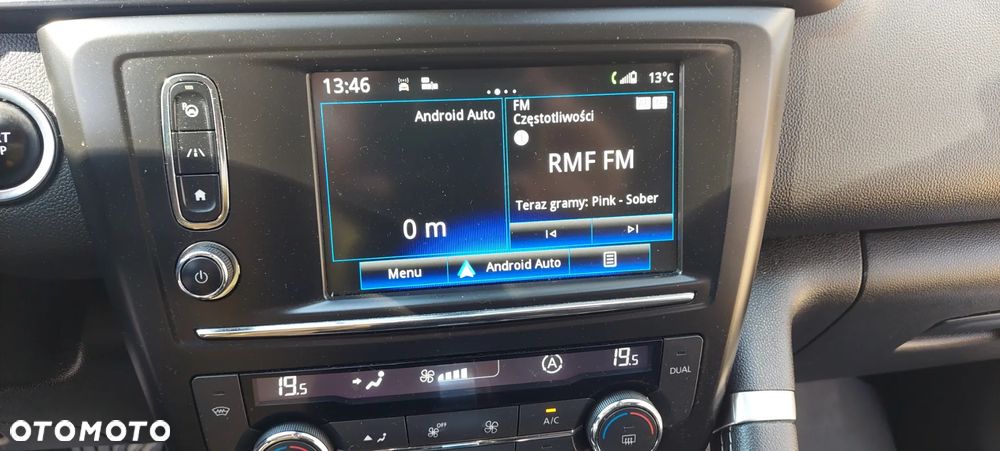 13:46
13°C
Android Auto
0 m
FM
Częstotliwości
RMF FM
Teraz gramy: Pink - Sober
Menu
Android Auto
19.5
19.5
A
DUAL
OFF
A/C
OTOMOTO